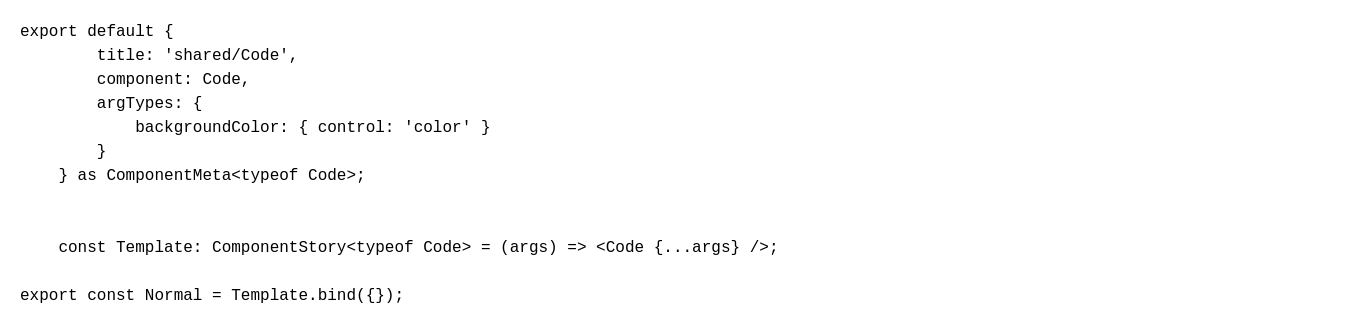 export default {
        title: 'shared/Code',
        component: Code,
        argTypes: {
            backgroundColor: { control: 'color' }
        }
    } as ComponentMeta<typeof Code>;


    const Template: ComponentStory<typeof Code> = (args) => <Code {...args} />;

export const Normal = Template.bind({});